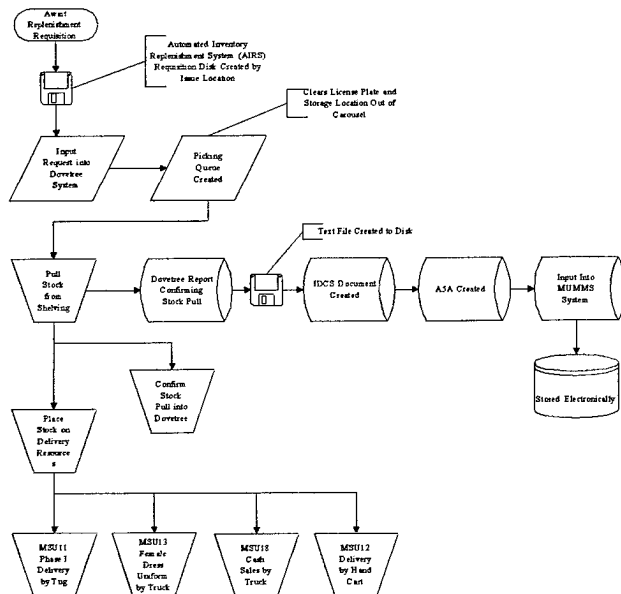 Await
Replenishment
Requisition
Automated Inventory
Replenishment System (AIRS)
Requisition Disk Created by
Issue Location
Clears License Plate and
Storage Location Out of
Carousel
Input
Request into
Dovetree
System
Picking
Queue
Created
Text File Created to Disk
Pull
Stock
from
Shelving
Dovetree Report
Confirming
Stock Pull
Document
Created
A5A Created
Input Into
MUMMS
System
Stored Electronically
Confirm
Stock
Pull into
Dovetree
Place
Stock on
Delivery
Resource
s
MSU11
Phase I
Delivery
by Tug
MSU13
Female
Dress
Uniform
by Truck
MSU18
Cash
Sales by
Truck
MSU12
Delivery
by Hand
Cart